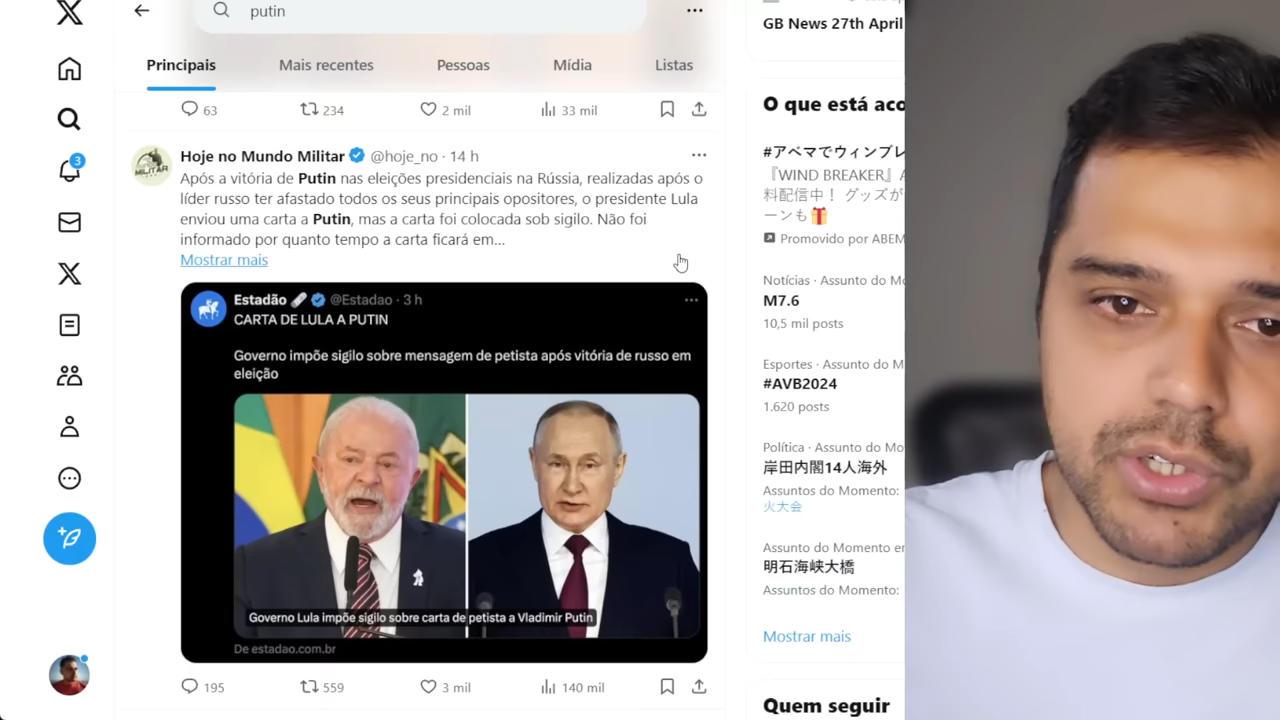 putin
Principais
Mais recentes
Pessoas
Mídia
Listas
63
234
2 mil
33 mil
Hoje no Mundo Militar @hoje_no · 14 h
Após a vitória de Putin nas eleições presidenciais na Rússia, realizadas após o
líder russo ter afastado todos os seus principais opositores, o presidente Lula
enviou uma carta a Putin, mas a carta foi colocada sob sigilo. Não foi
informado por quanto tempo a carta ficará em...
Mostrar mais
MILITAR
Estadão @Estadao · 3 h
CARTA DE LULA A PUTIN
Governo impõe sigilo sobre mensagem de petista após vitória de russo em
eleição
Governo Lula impõe sigilo sobre carta de petista a Vladimir Putin
De estadao.com.br
195
559
3 mil
140 mil
3
GB News 27th April
O que está aco
#アベマでウィンブレ
『WIND BREAKER』A
料配信中！ グッズが
ーンも🎁
Promovido por ABEM
Notícias · Assunto do Mo
M7.6
10,5 mil posts
Esportes · Assunto do M
#AVB2024
1.620 posts
Política · Assunto do Mo
岸田内閣14人海外
Assuntos do Momento:
火大会
Assunto do Momento er
明石海峡大橋
Assuntos do Momento:
Mostrar mais
Quem seguir